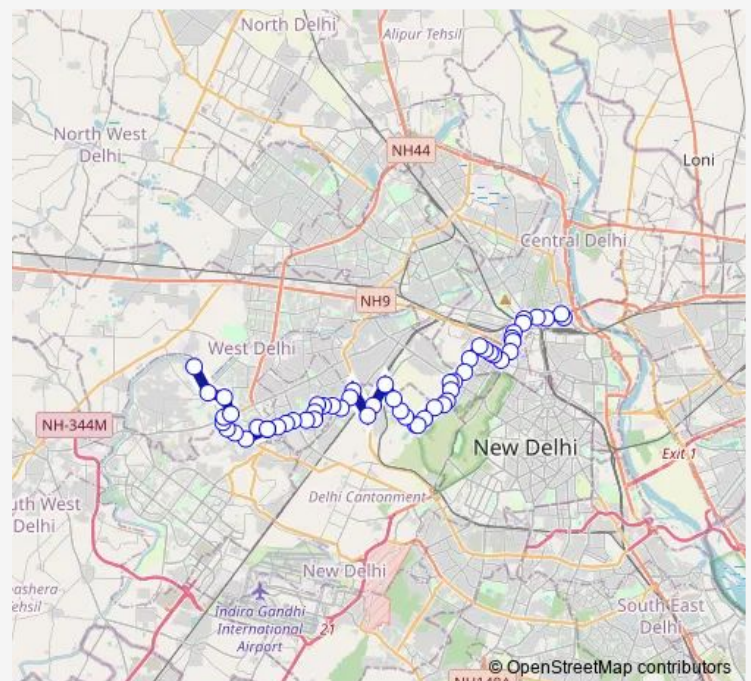 North Delhi
Alipur Tehsil
North West
Delhi
NH44
Loni
Central Delhi
NH9
West Delhi
NH-344M
New Delhi
Exit 1
Delhi Cantonment
uth West
Delhi
New Delhi
ashera
ehsil
Indira Gandhi
International
Airport
21
South East
Delhi
NH148A
© OpenStreetMap contributors